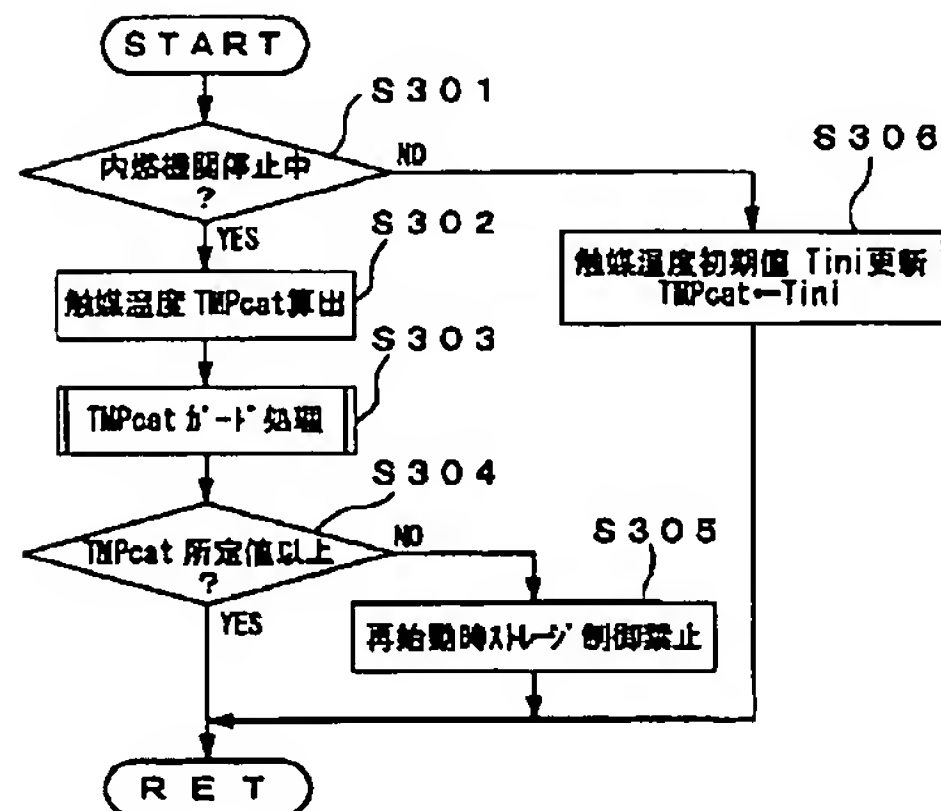 START
S301
内燃機関停止中
?
NO
YES
S306
触媒温度初期値 Tini更新
TMPcat←Tini
S302
触媒温度 TMPcat算出
S303
TMPcat ガード処理
S304
TMPcat 所定値以上
?
NO
YES
S305
再始動時ストレージ制御禁止
RET